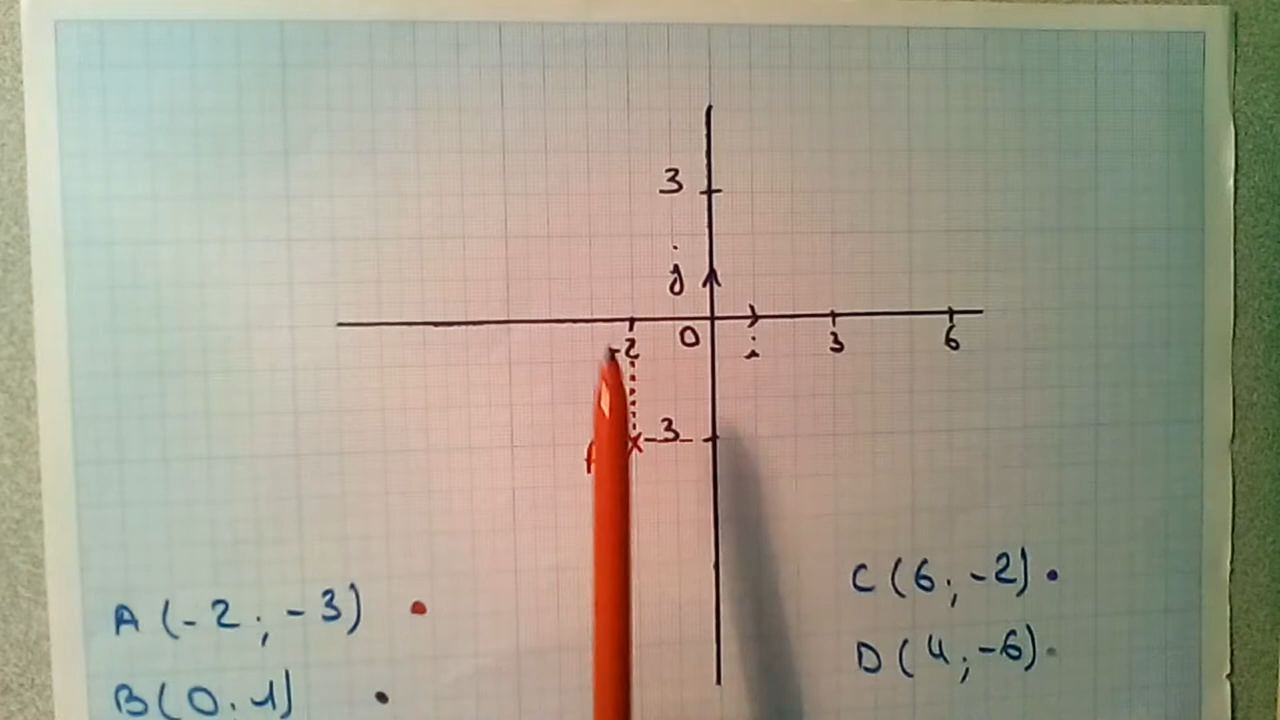 3
j
-2 0 i 3 6
-3
A (-2 ; -3)
B (0 . 1)
C (6 ; -2)
D (4 ; -6)